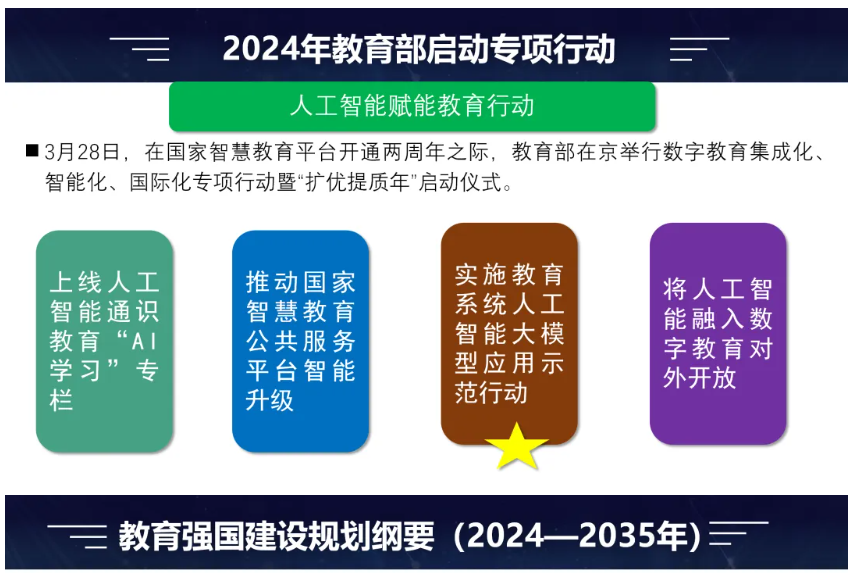 2024年教育部启动专项行动
人工智能赋能教育行动
3月28日，在国家智慧教育平台开通两周年之际，教育部在京举行数字教育集成化、
智能化、国际化专项行动暨“扩优提质年”启动仪式。
上线人工
智能通识
教育“AI
学习”专
栏
推动国家
智慧教育
公共服务
平台智能
升级
实施教育
系统人工
智能大模
型应用示
范行动
将人工智
能融入数
字教育对
外开放
教育强国建设规划纲要（2024—2035年）